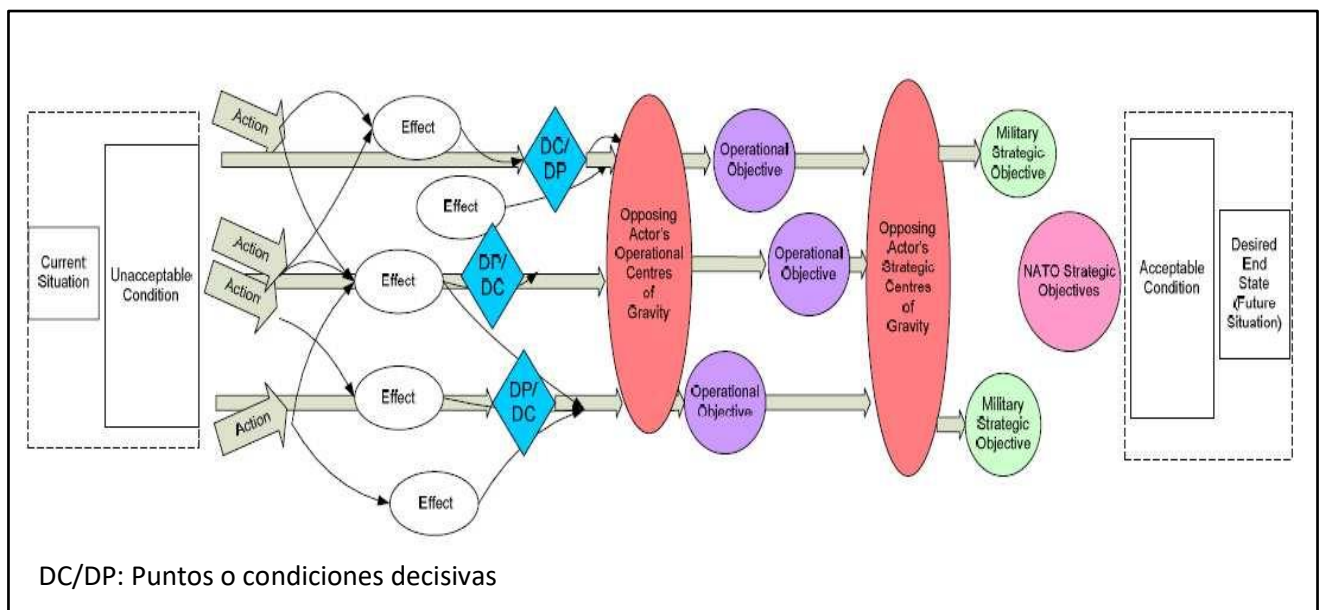 Current
Situation
Unacceptable
Condition
Action
Action
Action
Action
Effect
Effect
Effect
Effect
Effect
DC/
DP
DP/
DC
DP/
DC
Opposing
Actor's
Operational
Centres
of
Gravity
Operational
Objective
Operational
Objective
Operational
Objective
Opposing
Actor's
Strategic
Centres
of Gravity
Military
Strategic
Objective
Military
Strategic
Objective
NATO Strategic
Objectives
Acceptable
Condition
Desired
End
State
(Future
Situation)
DC/DP: Puntos o condiciones decisivas